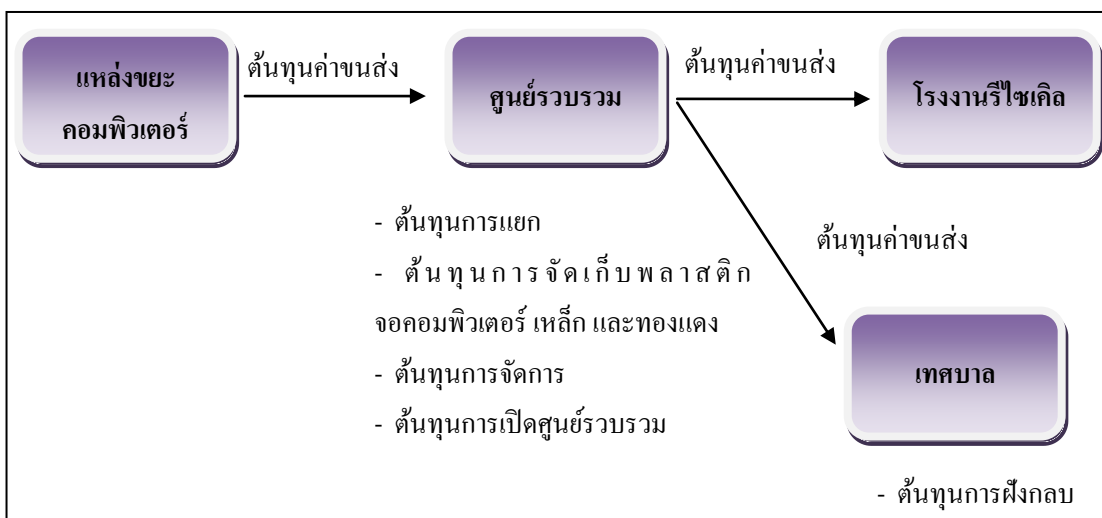 แหล่งขยะ
คอมพิวเตอร์
ต้นทุนค่าขนส่ง
ศูนย์รวบรวม
ต้นทุนค่าขนส่ง
โรงงานรีไซเคิล
- ต้นทุนการแยก
- ต้นทุนการจัดเก็บพลาสติก
จอคอมพิวเตอร์ เหล็ก และทองแดง
- ต้นทุนการจัดการ
- ต้นทุนการเปิดศูนย์รวบรวม
ต้นทุนค่าขนส่ง
เทศบาล
- ต้นทุนการฝังกลบ